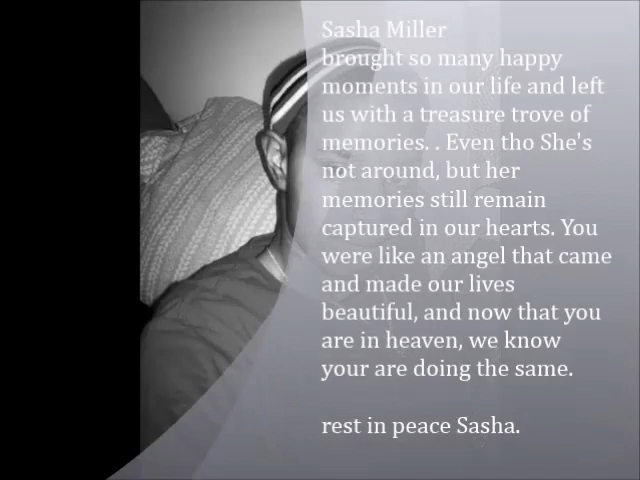 Sasha Miller
brought so many happy
moments in our life and left
us with a treasure trove of
memories. . Even tho She's
not around, but her
memories still remain
captured in our hearts. You
were like an angel that came
and made our lives
beautiful, and now that you
are in heaven, we know
your are doing the same.
rest in peace Sasha.